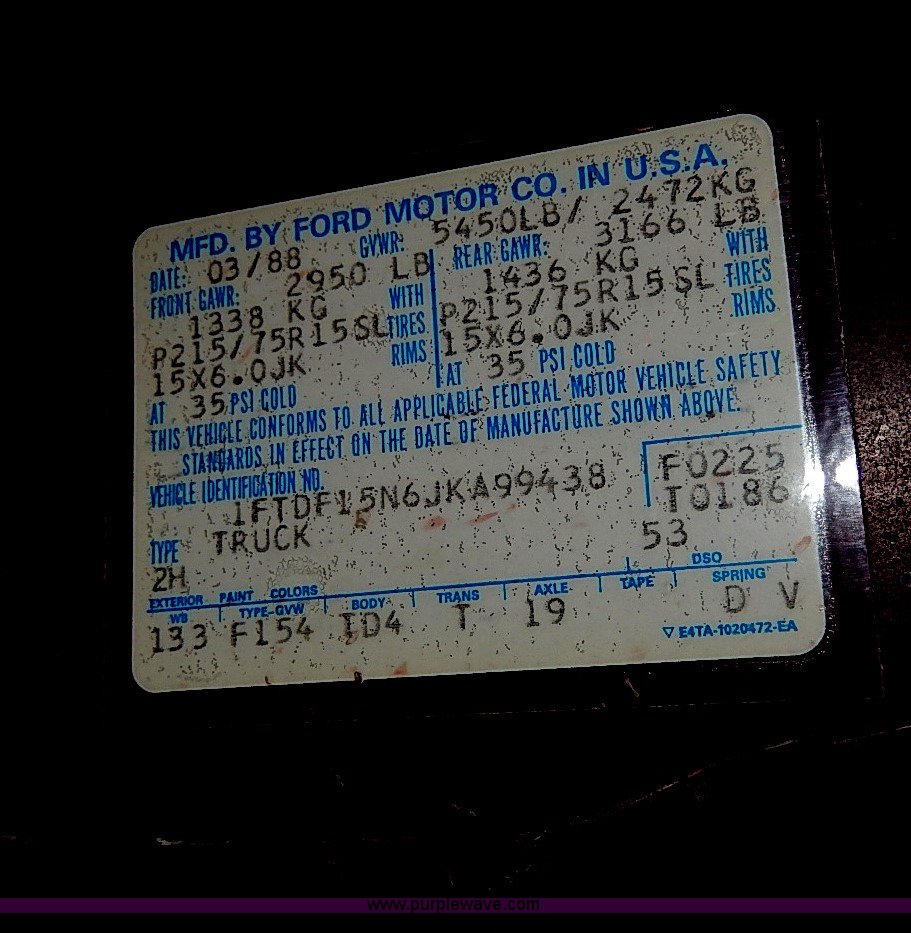 MFD. BY FORD MOTOR CO. IN U.S.A.
DATE: 03/88 GVWR: 5450LB/ 2472KG
FRONT GAWR: 2950 LB REAR GAWR: 3166 LB
1338 KG WITH 1436 KG WITH
P215/75R15SL TIRES P215/75R15SL TIRES
15X6.0JK RIMS 15X6.0JK RIMS
AT 35 PSI COLD AT 35 PSI COLD
THIS VEHICLE CONFORMS TO ALL APPLICABLE FEDERAL MOTOR VEHICLE SAFETY
STANDARDS IN EFFECT ON THE DATE OF MANUFACTURE SHOWN ABOVE.
VEHICLE IDENTIFICATION NO. F0225
1FTDF15N6JKA99438 T0186
TYPE TRUCK 53
2H
EXTERIOR PAINT COLORS DSO
WB TYPE-GVW BODY TRANS AXLE TAPE SPRING
133 F154 TD4 T 19 D V
▽ E4TA-1020472-EA
www.purplewave.com